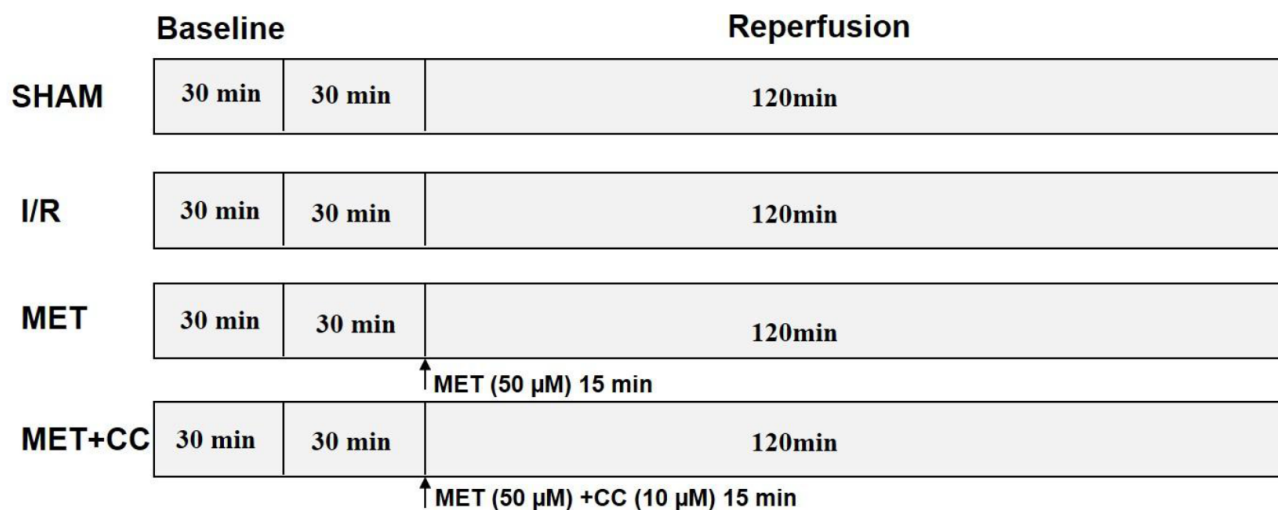 Baseline Reperfusion
SHAM 30 min 30 min 120min
I/R 30 min 30 min 120min
MET 30 min 30 min 120min
MET (50 µM) 15 min
MET+CC 30 min 30 min 120min
MET (50 µM) +CC (10 µM) 15 min